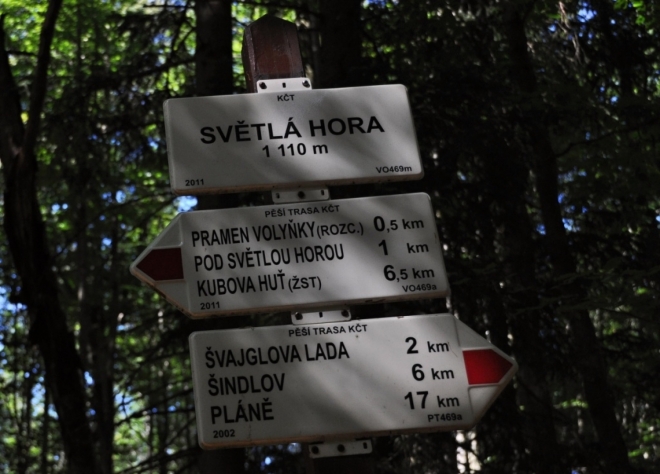 KČT
SVĚTLÁ HORA
1 110 m
2011 VO469m
PĚŠÍ TRASA KČT
PRAMEN VOLYŇKY (ROZC.) 0,5 km
POD SVĚTLOU HOROU 1 km
KUBOVA HUŤ (ŽST) 6,5 km
2011 VO469a
PĚŠÍ TRASA KČT
ŠVAJGLOVA LADA 2 km
ŠINDLOV 6 km
PLÁNĚ 17 km
2002 PT469a